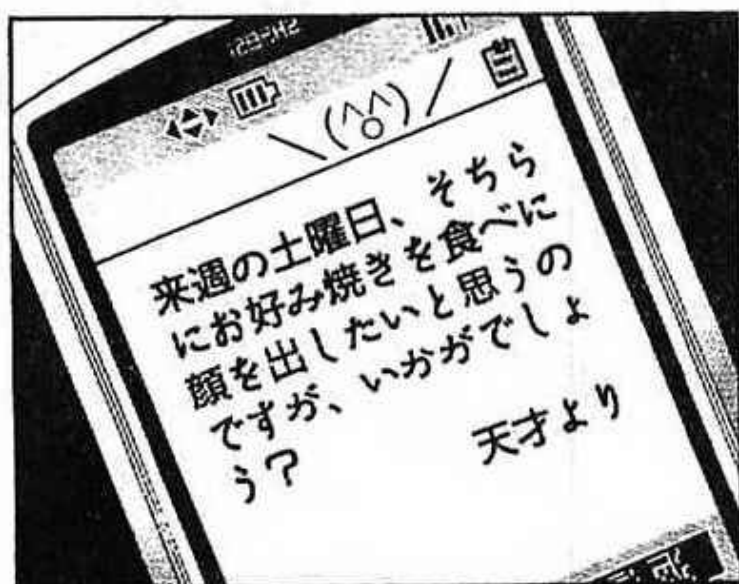 ＼(^o^)／
来週の土曜日、そちら
にお好み焼きを食べに
顔を出したいと思うの
ですが、いかがでしょ
う?
天才より